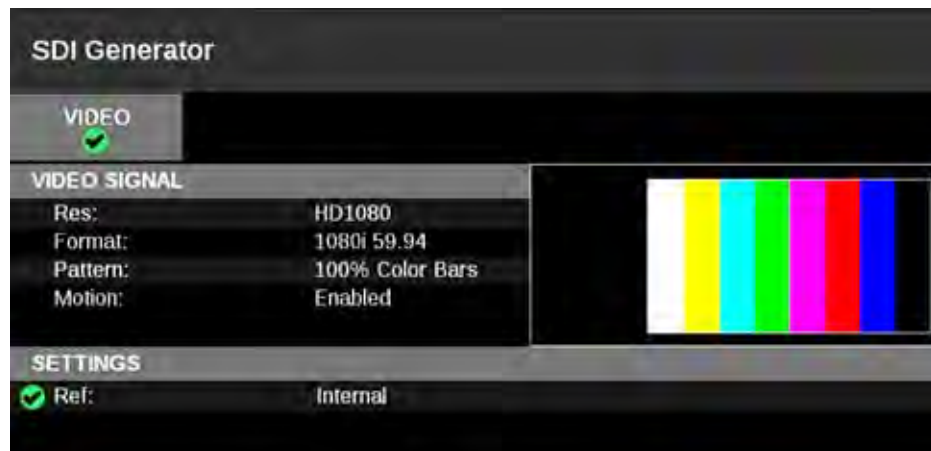 SDI Generator
VIDEO
VIDEO SIGNAL
Res: HD1080
Format: 1080i 59.94
Pattern: 100% Color Bars
Motion: Enabled
SETTINGS
Ref: Internal